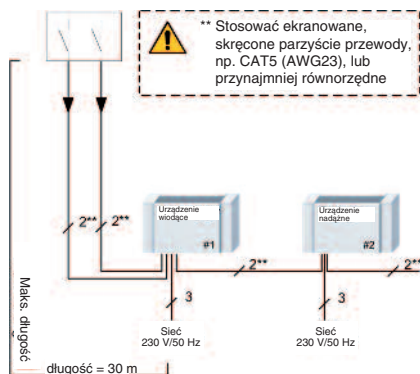 ** Stosować ekranowane,
skręcone parzyście przewody,
np. CAT5 (AWG23), lub
przynajmniej równorzędne
Urządzenie
wiodące
#1
Urządzenie
nadążne
#2
2**
2**
2**
2**
3
3
Sieć
230 V/50 Hz
Sieć
230 V/50 Hz
Maks. długość
długość = 30 m